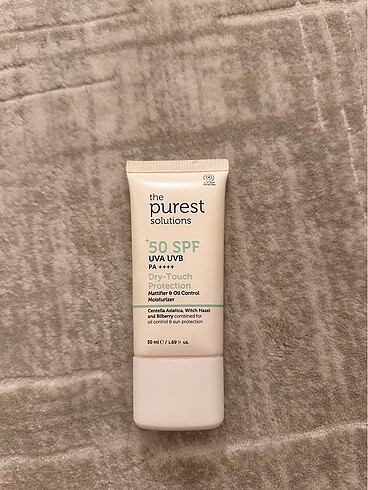 the
purest
solutions
+50 SPF
UVA UVB
PA ++++
Dry-Touch
Protection
Mattifier & Oil Control
Moisturizer
Centella Asiatica, Witch Hazel
and Bilberry combined for
oil control & sun protection.
50 ml ℮ / 1.69 fl oz.